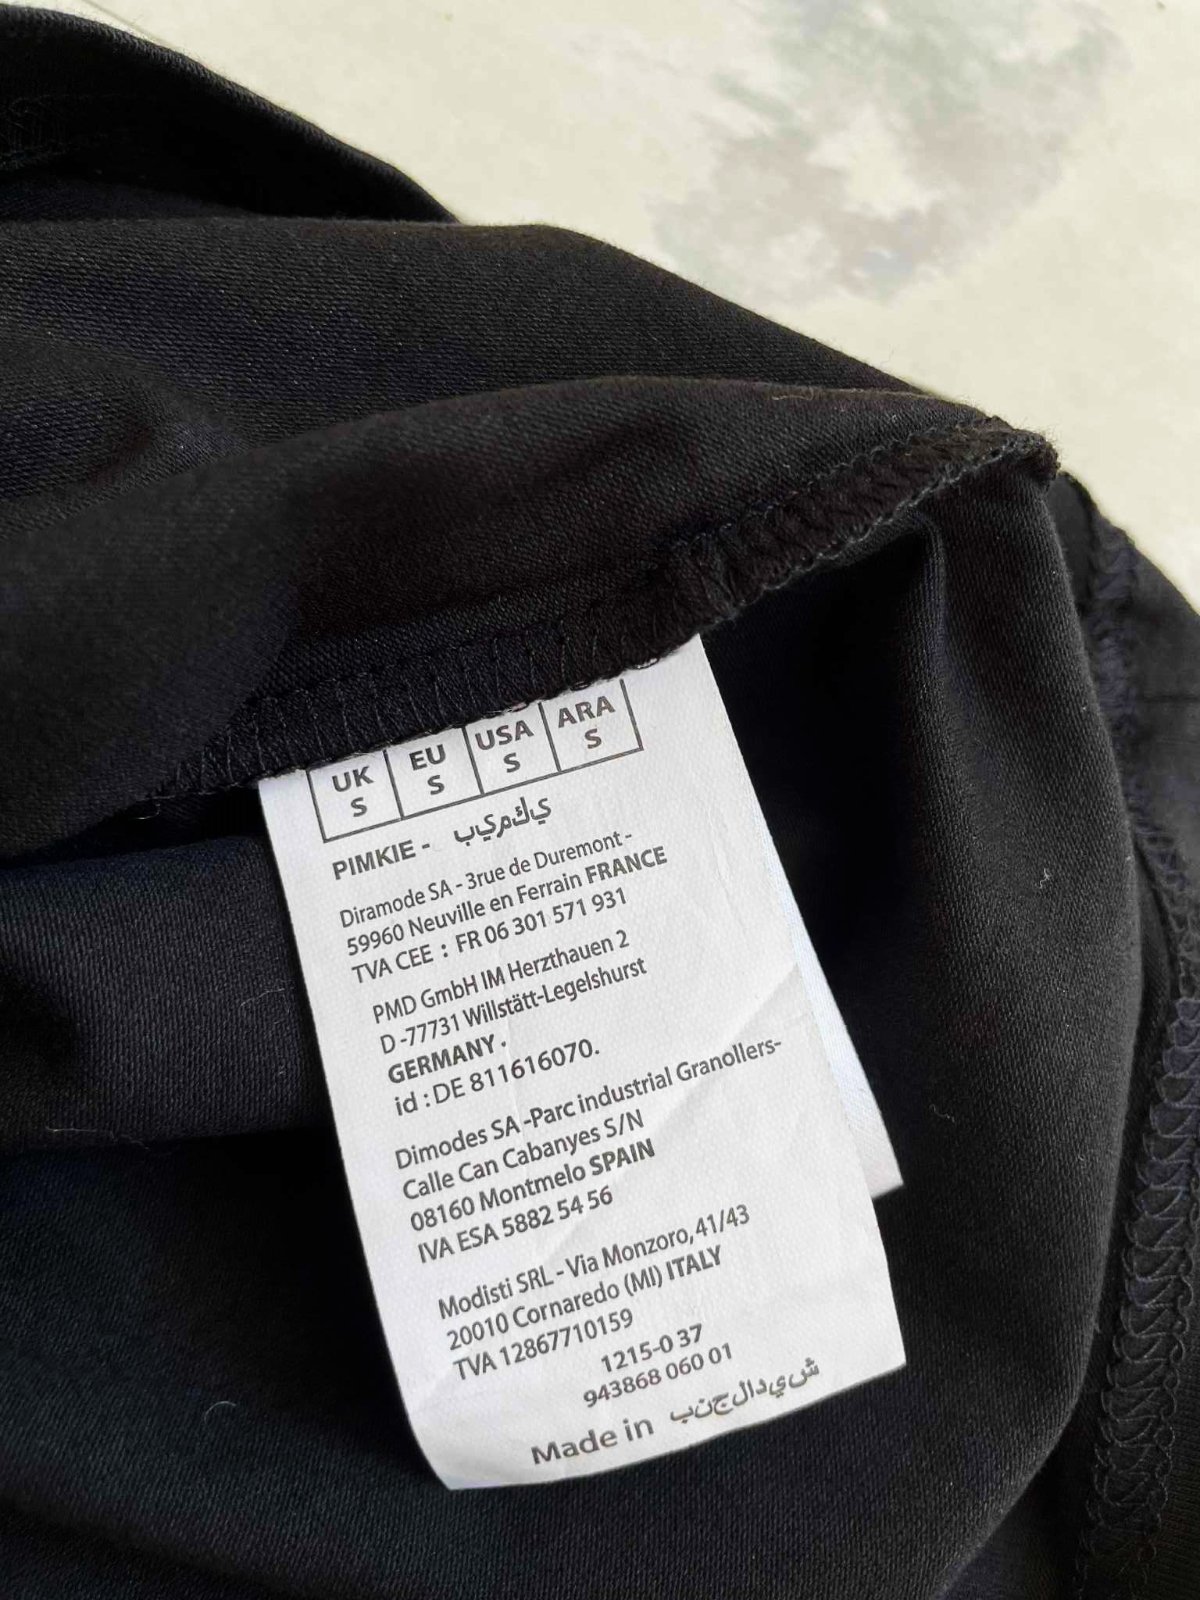 UK EU USA ARA
S S S S
PIMKIE - يكميب
Diramode SA - 3rue de Duremont -
59960 Neuville en Ferrain FRANCE
TVA CEE : FR 06 301 571 931
PMD GmbH IM Herzthauen 2
D -77731 Willstätt-Legelshurst
GERMANY .
id : DE 811616070.
Dimodes SA -Parc industrial Granollers-
Calle Can Cabanyes S/N
08160 Montmelo SPAIN
IVA ESA 5882 54 56
Modisti SRL - Via Monzoro, 41/43
20010 Cornaredo (MI) ITALY
TVA 12867710159
1215-0 37
943868 060 01
Made in شيدالجنب